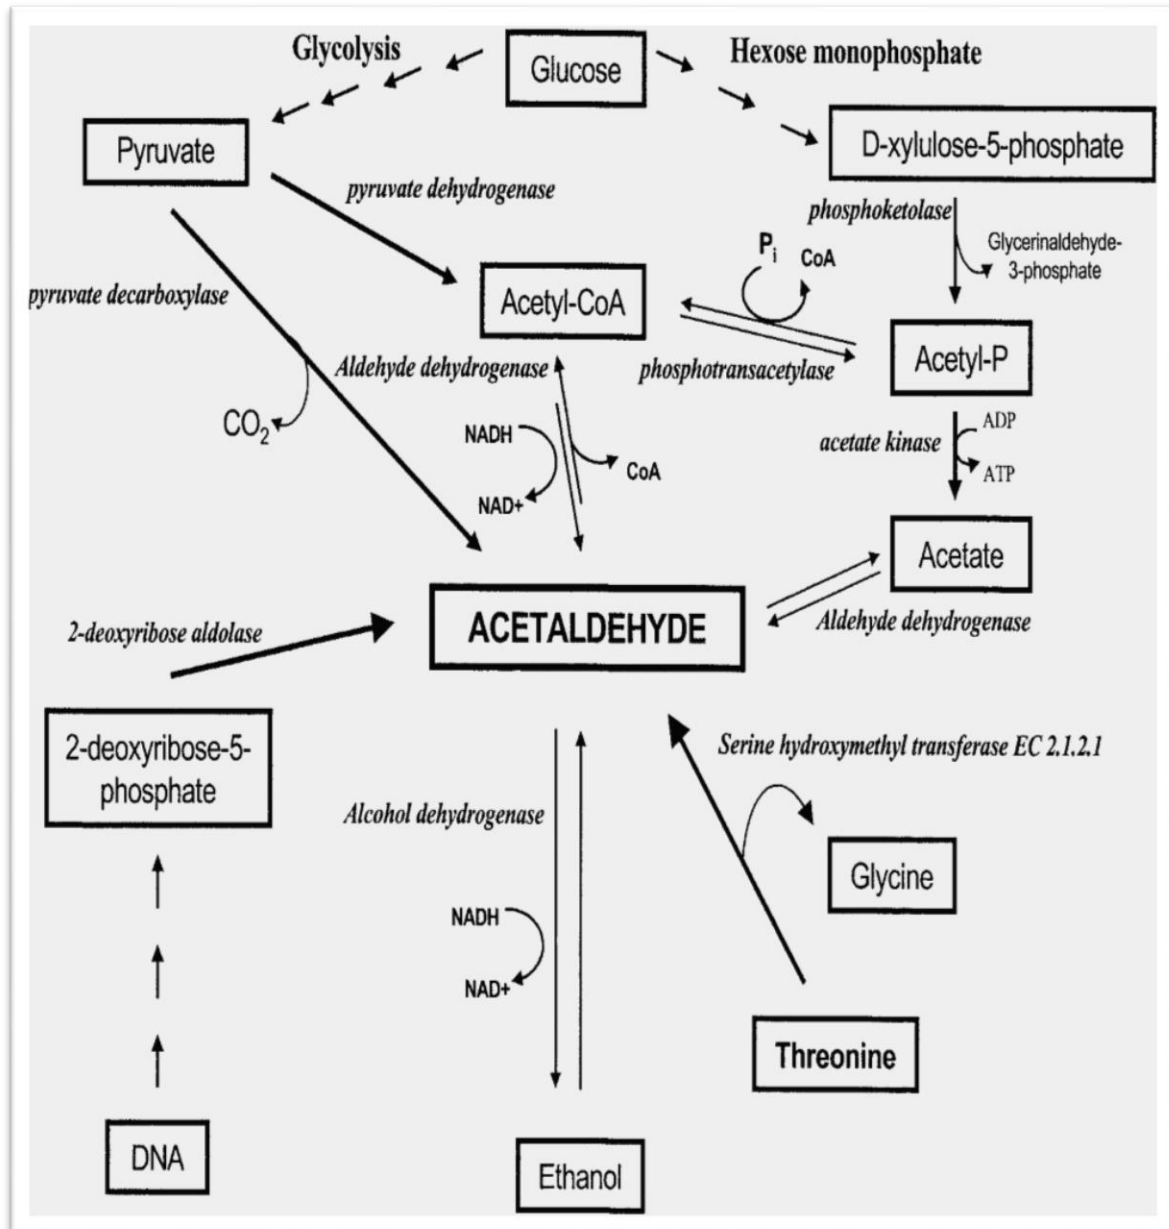 Glycolysis
Glucose
Hexose monophosphate
Pyruvate
D-xylulose-5-phosphate
pyruvate dehydrogenase
phosphoketolase
Glycerinaldehyde-
3-phosphate
Pi
CoA
pyruvate decarboxylase
Acetyl-CoA
Acetyl-P
Aldehyde dehydrogenase
phosphotransacetylase
CO2
NADH
CoA
NAD+
acetate kinase
ADP
ATP
Acetate
ACETALDEHYDE
Aldehyde dehydrogenase
2-deoxyribose aldolase
2-deoxyribose-5-
phosphate
Serine hydroxymethyl transferase EC 2.1.2.1
Alcohol dehydrogenase
Glycine
NADH
NAD+
Threonine
DNA
Ethanol